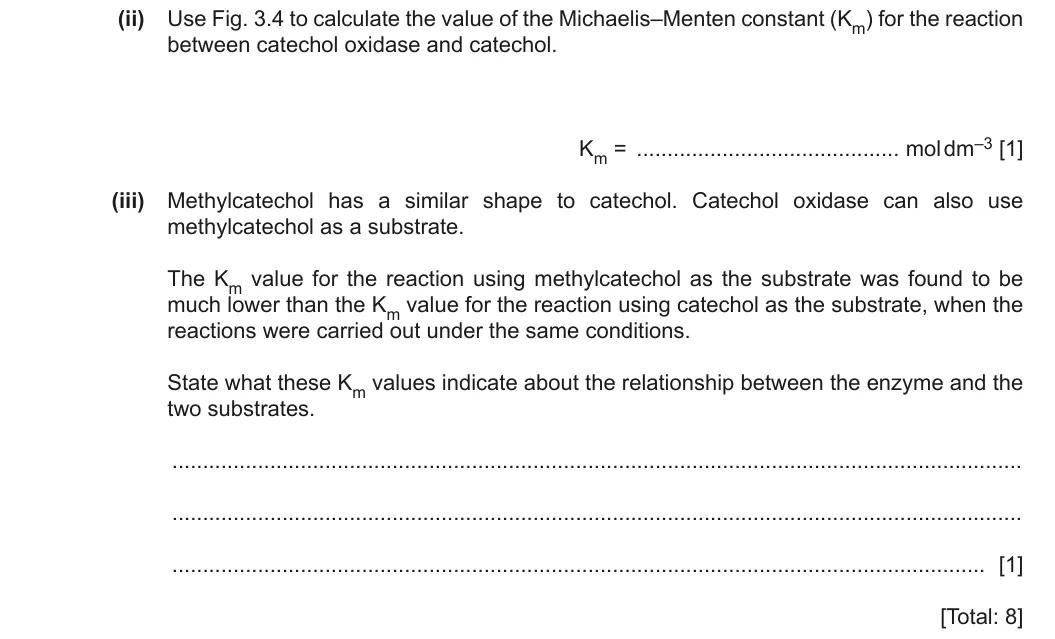 (ii) Use Fig. 3.4 to calculate the value of the Michaelis–Menten constant (Km) for the reaction
between catechol oxidase and catechol.
Km = ........................................... mol dm–3 [1]
(iii) Methylcatechol has a similar shape to catechol. Catechol oxidase can also use
methylcatechol as a substrate.
The Km value for the reaction using methylcatechol as the substrate was found to be
much lower than the Km value for the reaction using catechol as the substrate, when the
reactions were carried out under the same conditions.
State what these Km values indicate about the relationship between the enzyme and the
two substrates.
...........................................................................................................................................
...........................................................................................................................................
..................................................................................................................................... [1]
[Total: 8]